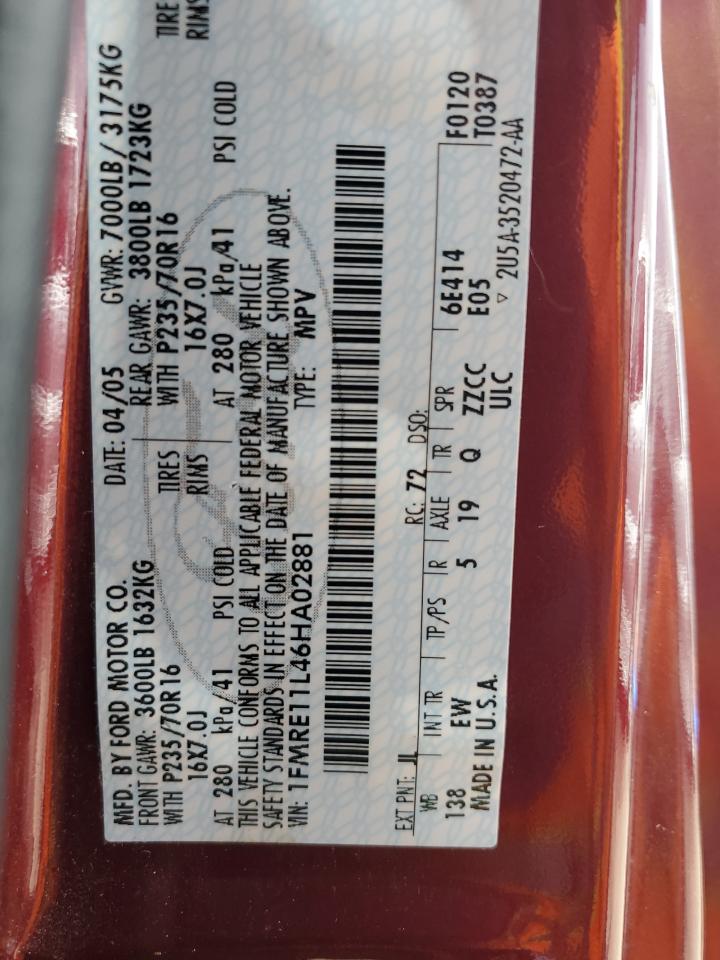 MFD. BY FORD MOTOR CO.
DATE: 04/05 GVWR: 7000LB / 3175KG
FRONT GAWR: 3600LB 1632KG REAR GAWR: 3800LB 1723KG
WITH P235/70R16 TIRES WITH P235/70R16 TIRE
16X7.0J RIMS 16X7.0J RIMS
AT 280 kPa/41 PSI COLD AT 280 kPa/41 PSI COLD
THIS VEHICLE CONFORMS TO ALL APPLICABLE FEDERAL MOTOR VEHICLE
SAFETY STANDARDS IN EFFECT ON THE DATE OF MANUFACTURE SHOWN ABOVE.
VIN: 1FMRE11L46HA02881 TYPE: MPV
EXT PNT: JL RC: 72 DSO: F0120
WB INT TR TP/PS R AXLE TR SPR T0387
138 EW 5 19 Q ZZCC 6E414
MADE IN U.S.A. ULC E05
▽ 2U5A-3520472-AA